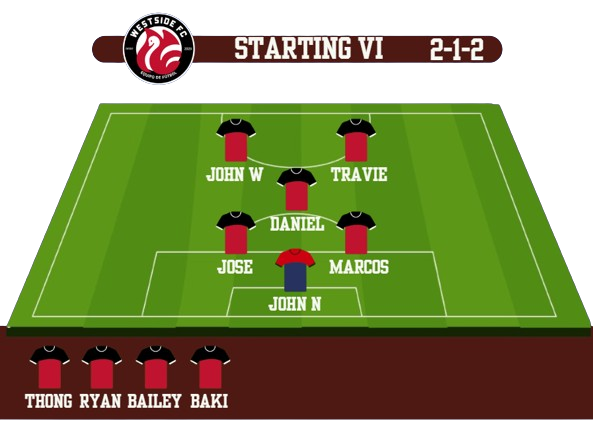 WESTSIDE FC
EQUIPO DE FUTBOL
STARTING VI 2-1-2
JOHN W TRAVIE
DANIEL
JOSE MARCOS
JOHN N
THONG RYAN BAILEY BAKI